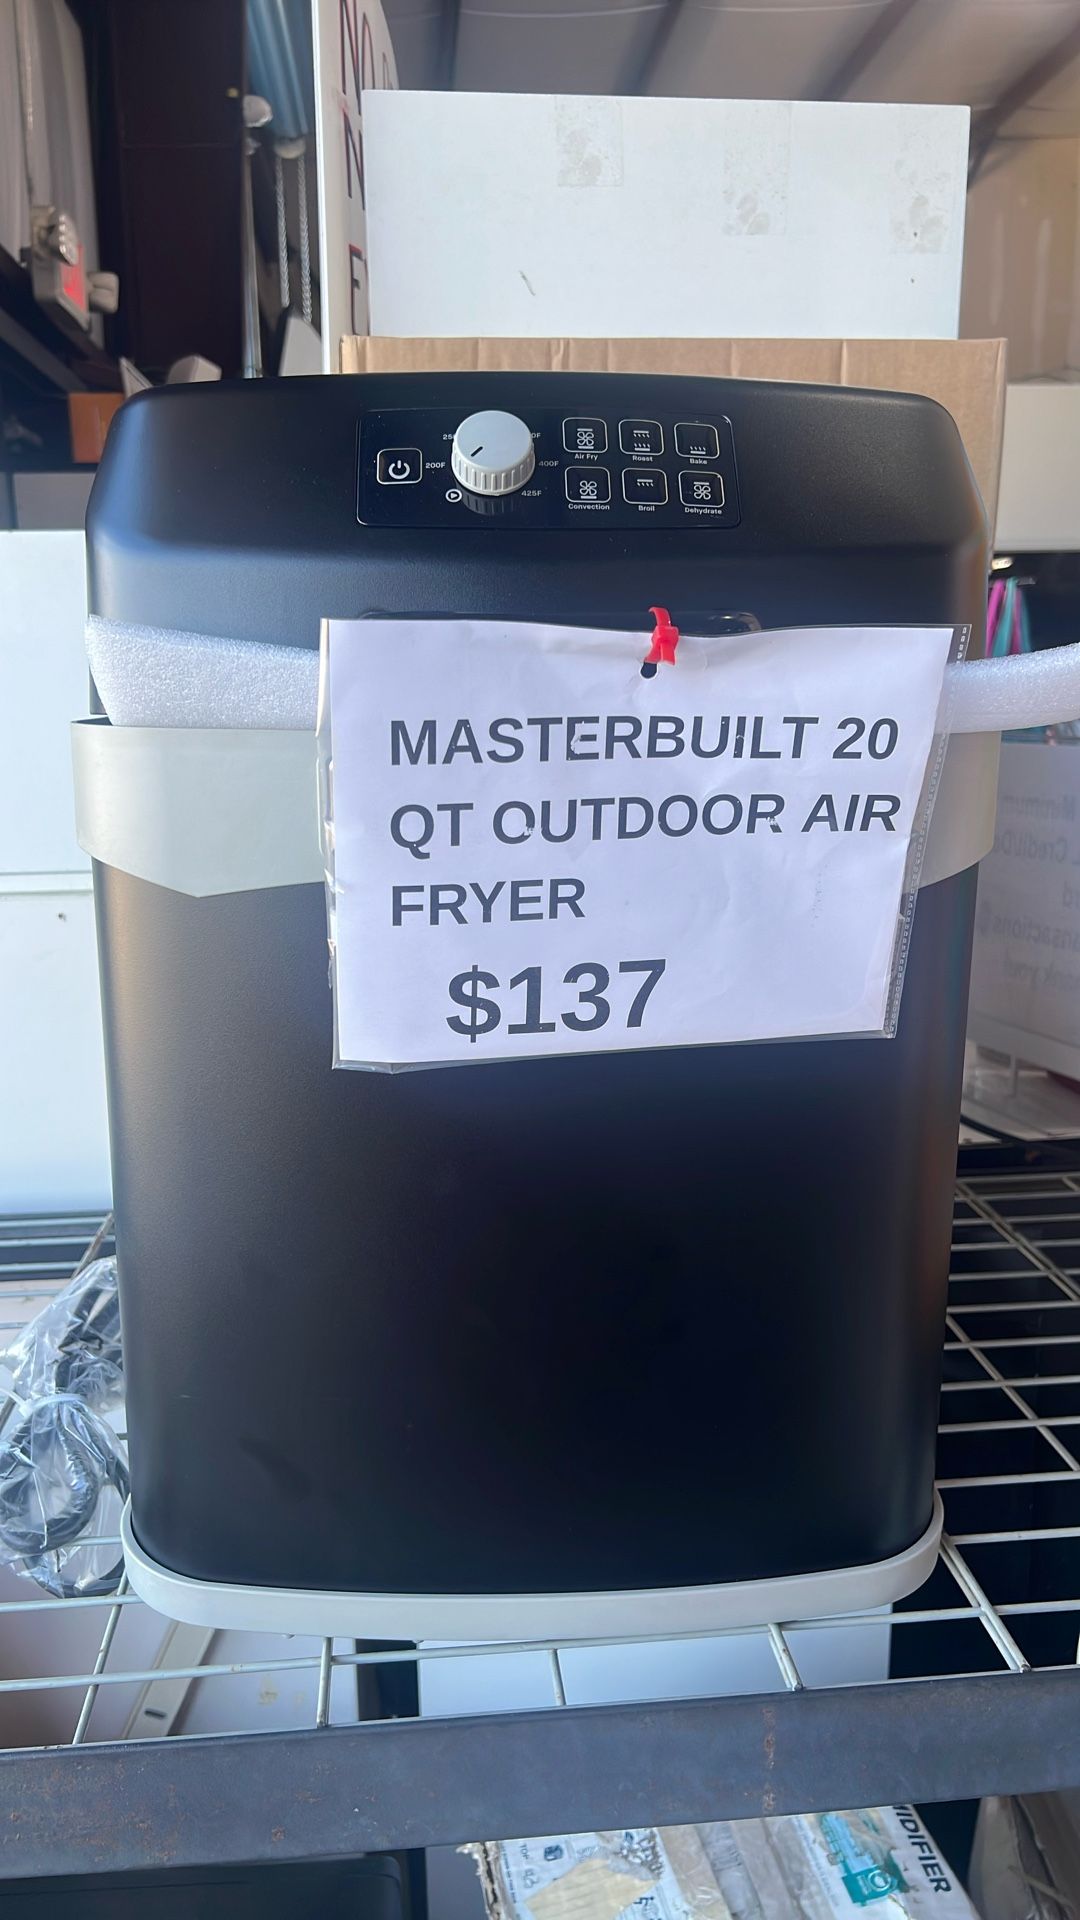 200F
400F
425F
Air Fry
Roast
Bake
Convection
Broil
Dehydrate
MASTERBUILT 20
QT OUTDOOR AIR
FRYER
$137